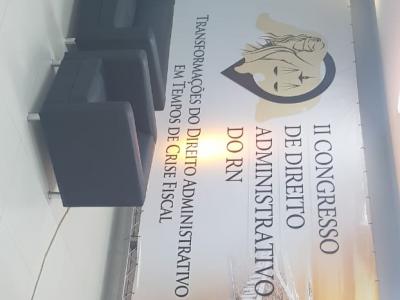 II CONGRESSO
DE DIREITO
ADMINISTRATIVO
DO RN
TRANSFORMAÇÕES DO DIREITO ADMINISTRATIVO
EM TEMPOS DE CRISE FISCAL